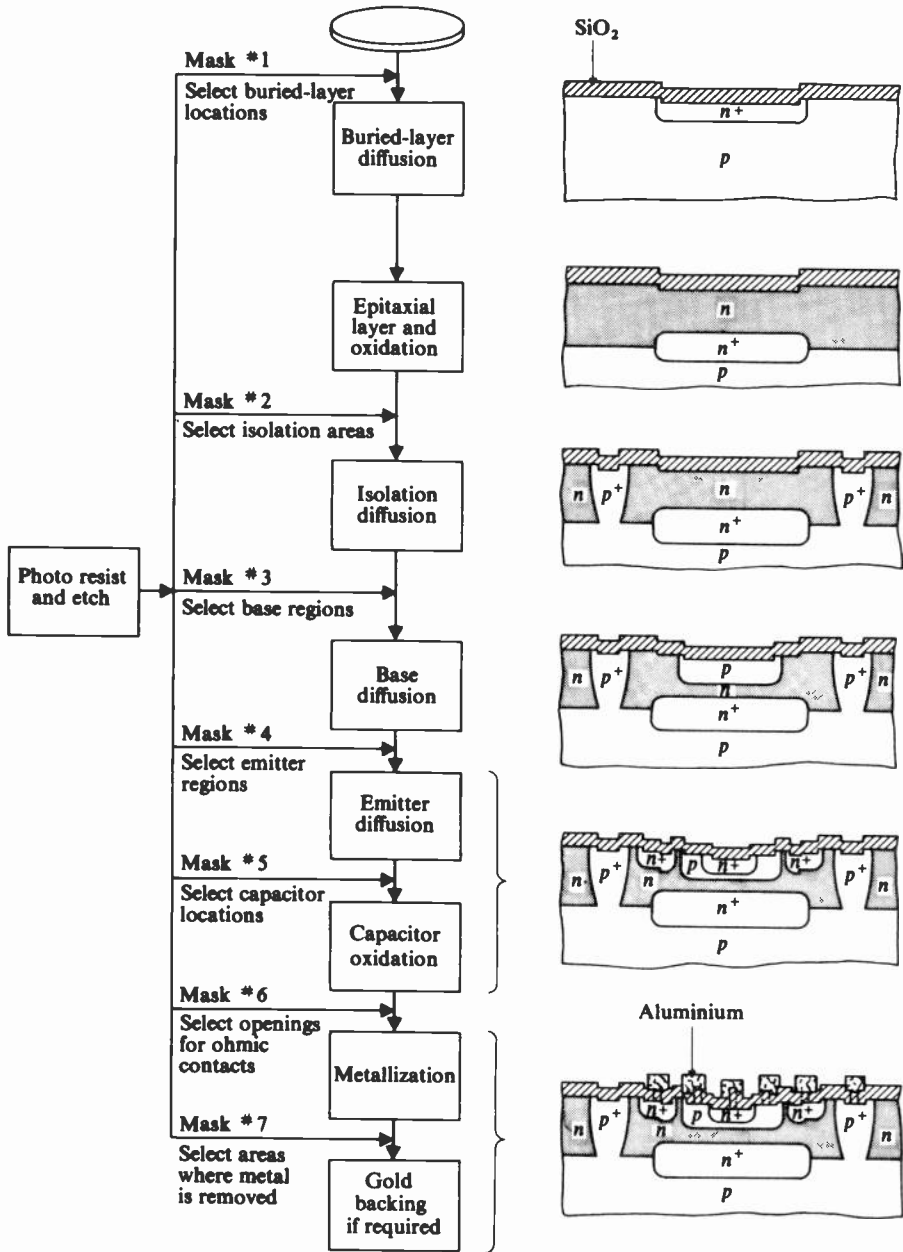 SiO₂
Mask #1
Select buried-layer
locations
Buried-layer
diffusion
n+
p
Epitaxial
layer and
oxidation
n
n+
p
Mask #2
Select isolation areas
Isolation
diffusion
n
p+
n
p+
n
n+
p
Photo resist
and etch
Mask #3
Select base regions
Base
diffusion
n
p+
p
n
p+
n
n+
p
Mask #4
Select emitter
regions
Emitter
diffusion
Mask #5
Select capacitor
locations
Capacitor
oxidation
n
p+
n+
n
p
n+
n+
p+
n
n+
p
Mask #6
Select openings
for ohmic
contacts
Metallization
Aluminium
Mask #7
Select areas
where metal
is removed
Gold
backing
if required
n
p+
n+
n
p
n+
n+
p+
n
n+
p